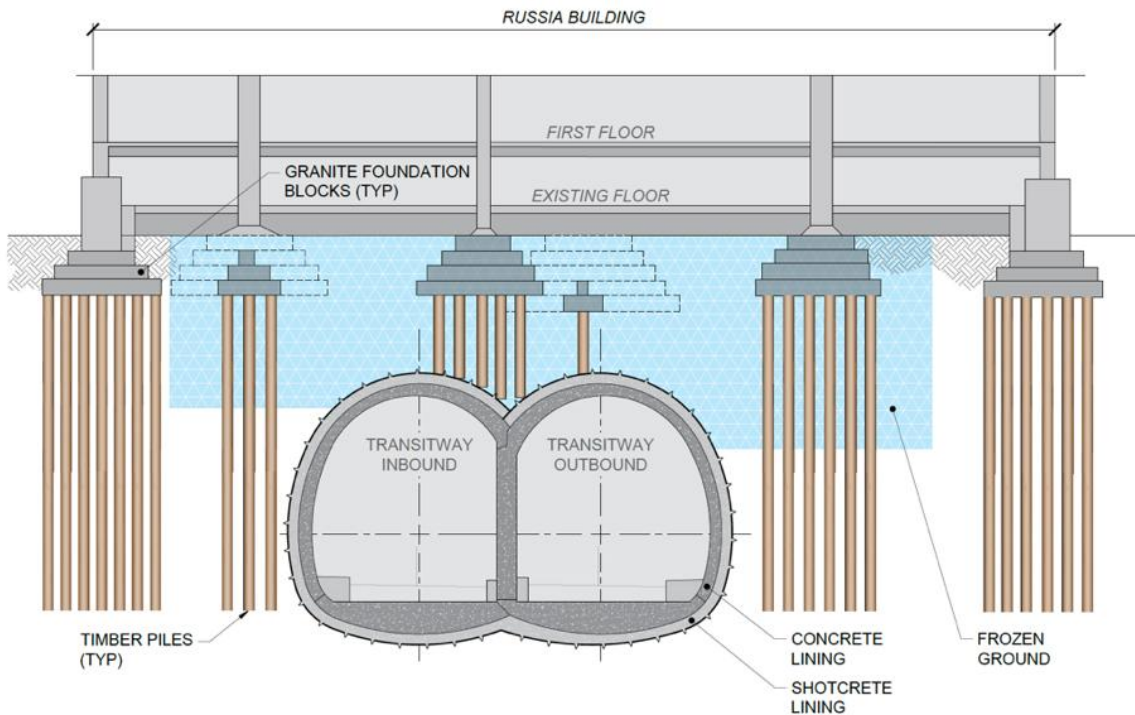 RUSSIA BUILDING
FIRST FLOOR
GRANITE FOUNDATION
BLOCKS (TYP)
EXISTING FLOOR
TRANSITWAY
INBOUND
TRANSITWAY
OUTBOUND
TIMBER PILES
(TYP)
CONCRETE
LINING
SHOTCRETE
LINING
FROZEN
GROUND